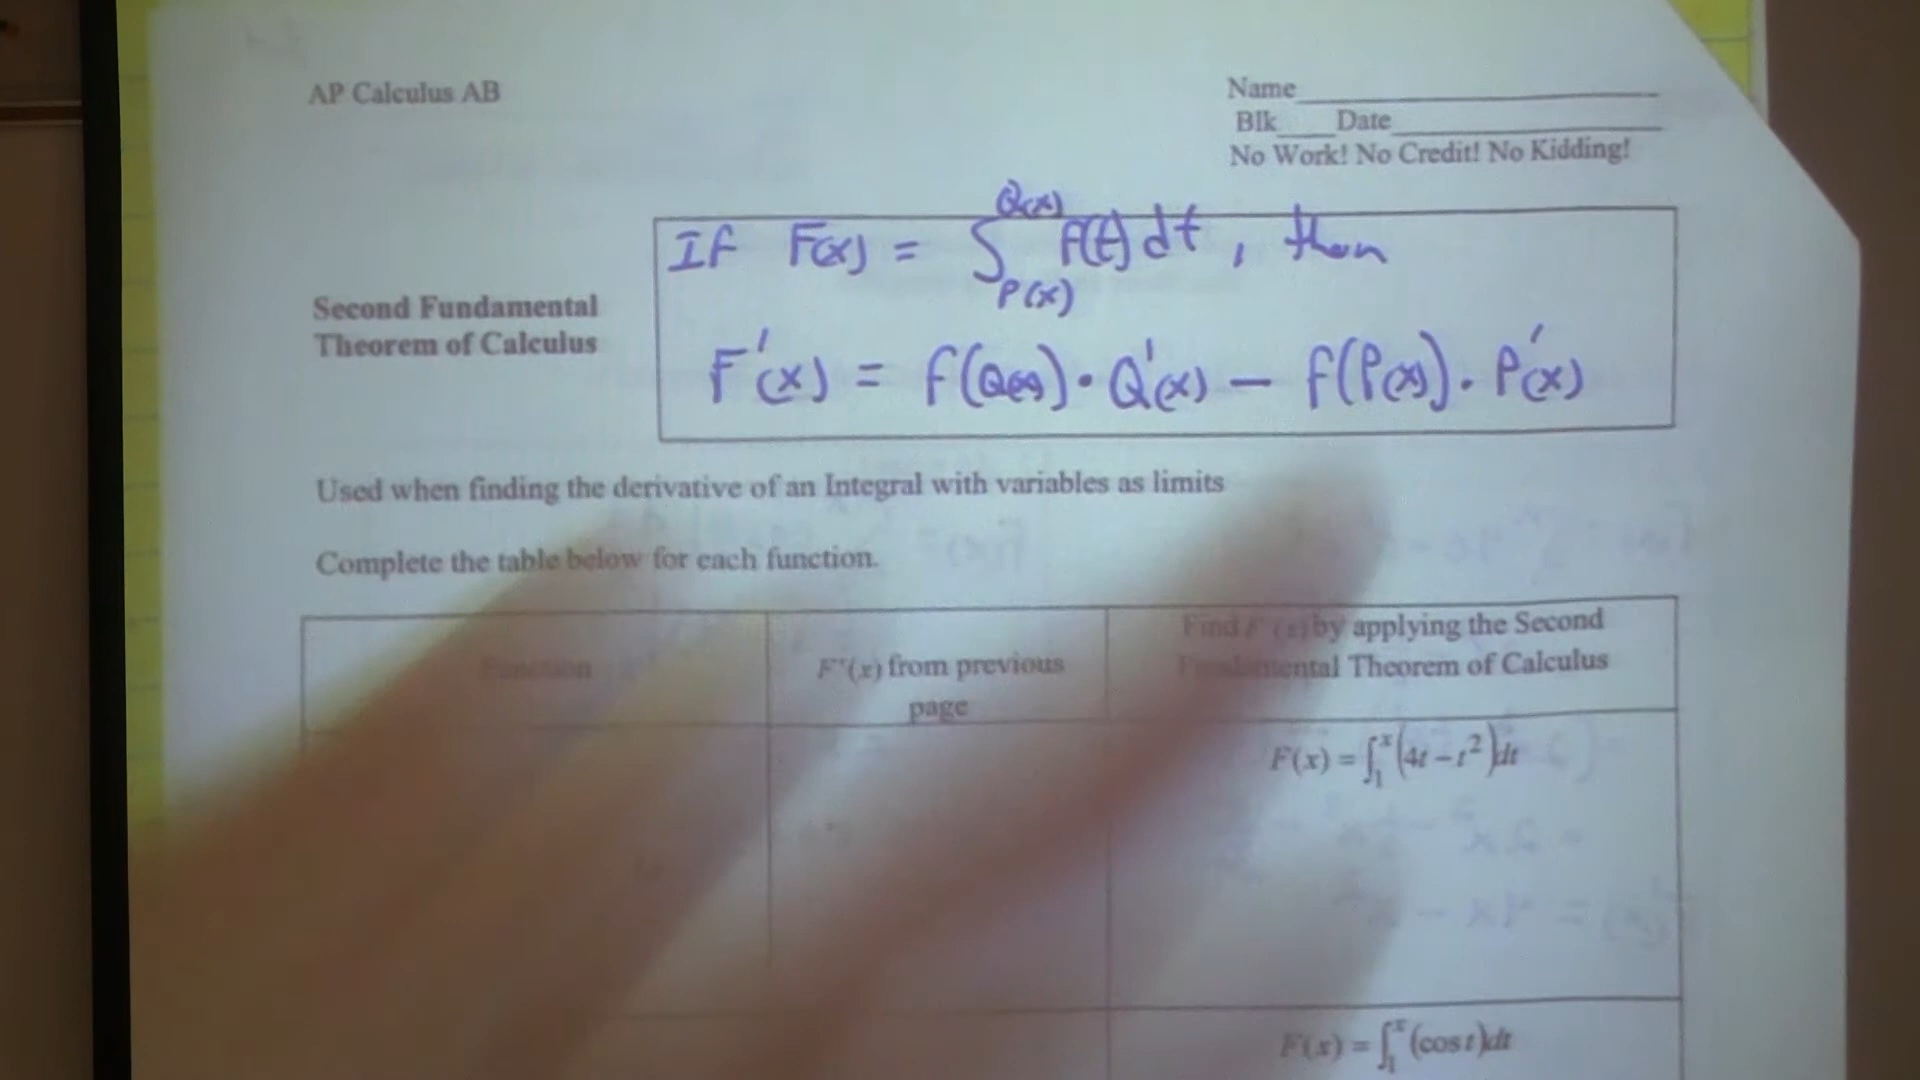 AP Calculus AB
Name
Blk Date
No Work! No Credit! No Kidding!
If F(x) = ∫_{P(x)}^{Q(x)} f(t) dt, then
Second Fundamental
Theorem of Calculus
F'(x) = f(Q(x)) · Q'(x) − f(P(x)) · P'(x)
Used when finding the derivative of an Integral with variables as limits
Complete the table below for each function.
Function
F'(x) from previous
page
Find F'(x) by applying the Second
Fundamental Theorem of Calculus
F(x) = ∫_1^x (4t − t²)dt
F(x) = ∫_1^x (cos t)dt